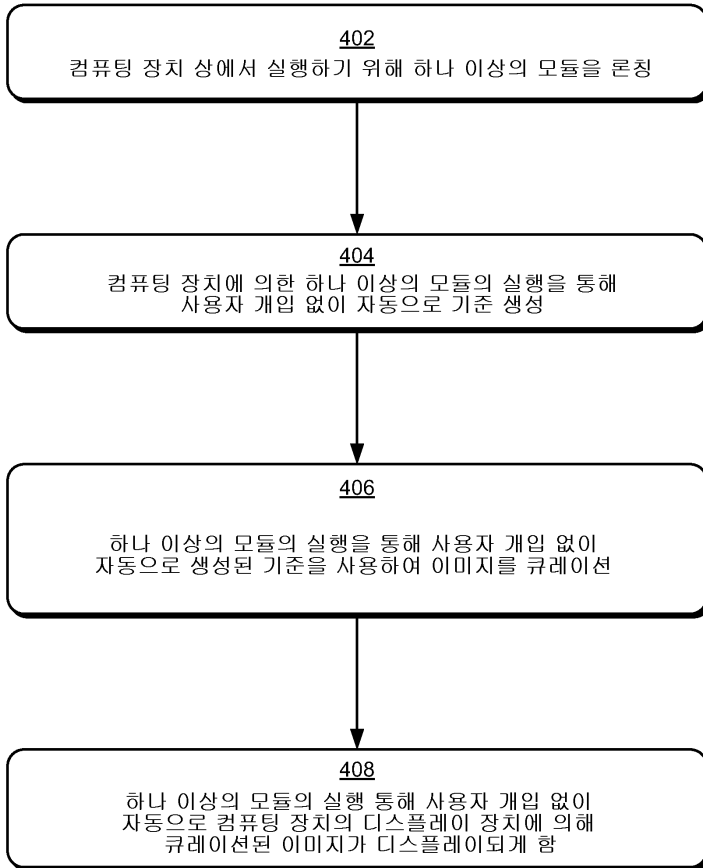 402
컴퓨팅 장치 상에서 실행하기 위해 하나 이상의 모듈을 론칭
404
컴퓨팅 장치에 의한 하나 이상의 모듈의 실행을 통해
사용자 개입 없이 자동으로 기준 생성
406
하나 이상의 모듈의 실행을 통해 사용자 개입 없이
자동으로 생성된 기준을 사용하여 이미지를 큐레이션
408
하나 이상의 모듈의 실행 통해 사용자 개입 없이
자동으로 컴퓨팅 장치의 디스플레이 장치에 의해
큐레이션된 이미지가 디스플레이되게 함